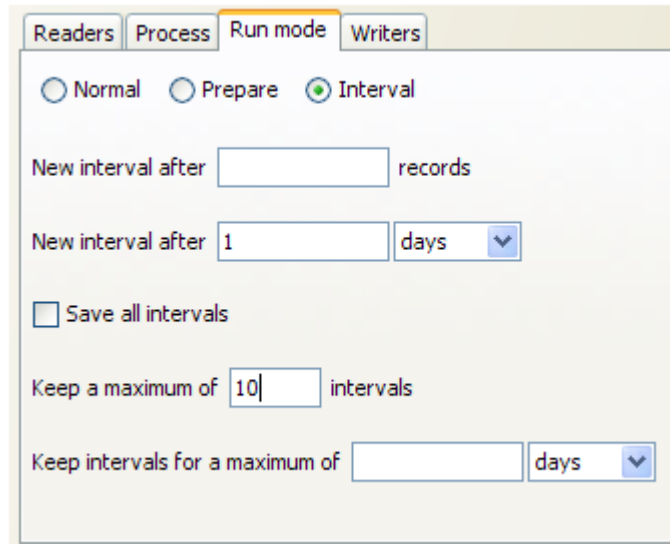 Readers Process Run mode Writers
Normal Prepare Interval
New interval after records
New interval after 1 days
Save all intervals
Keep a maximum of 10 intervals
Keep intervals for a maximum of days